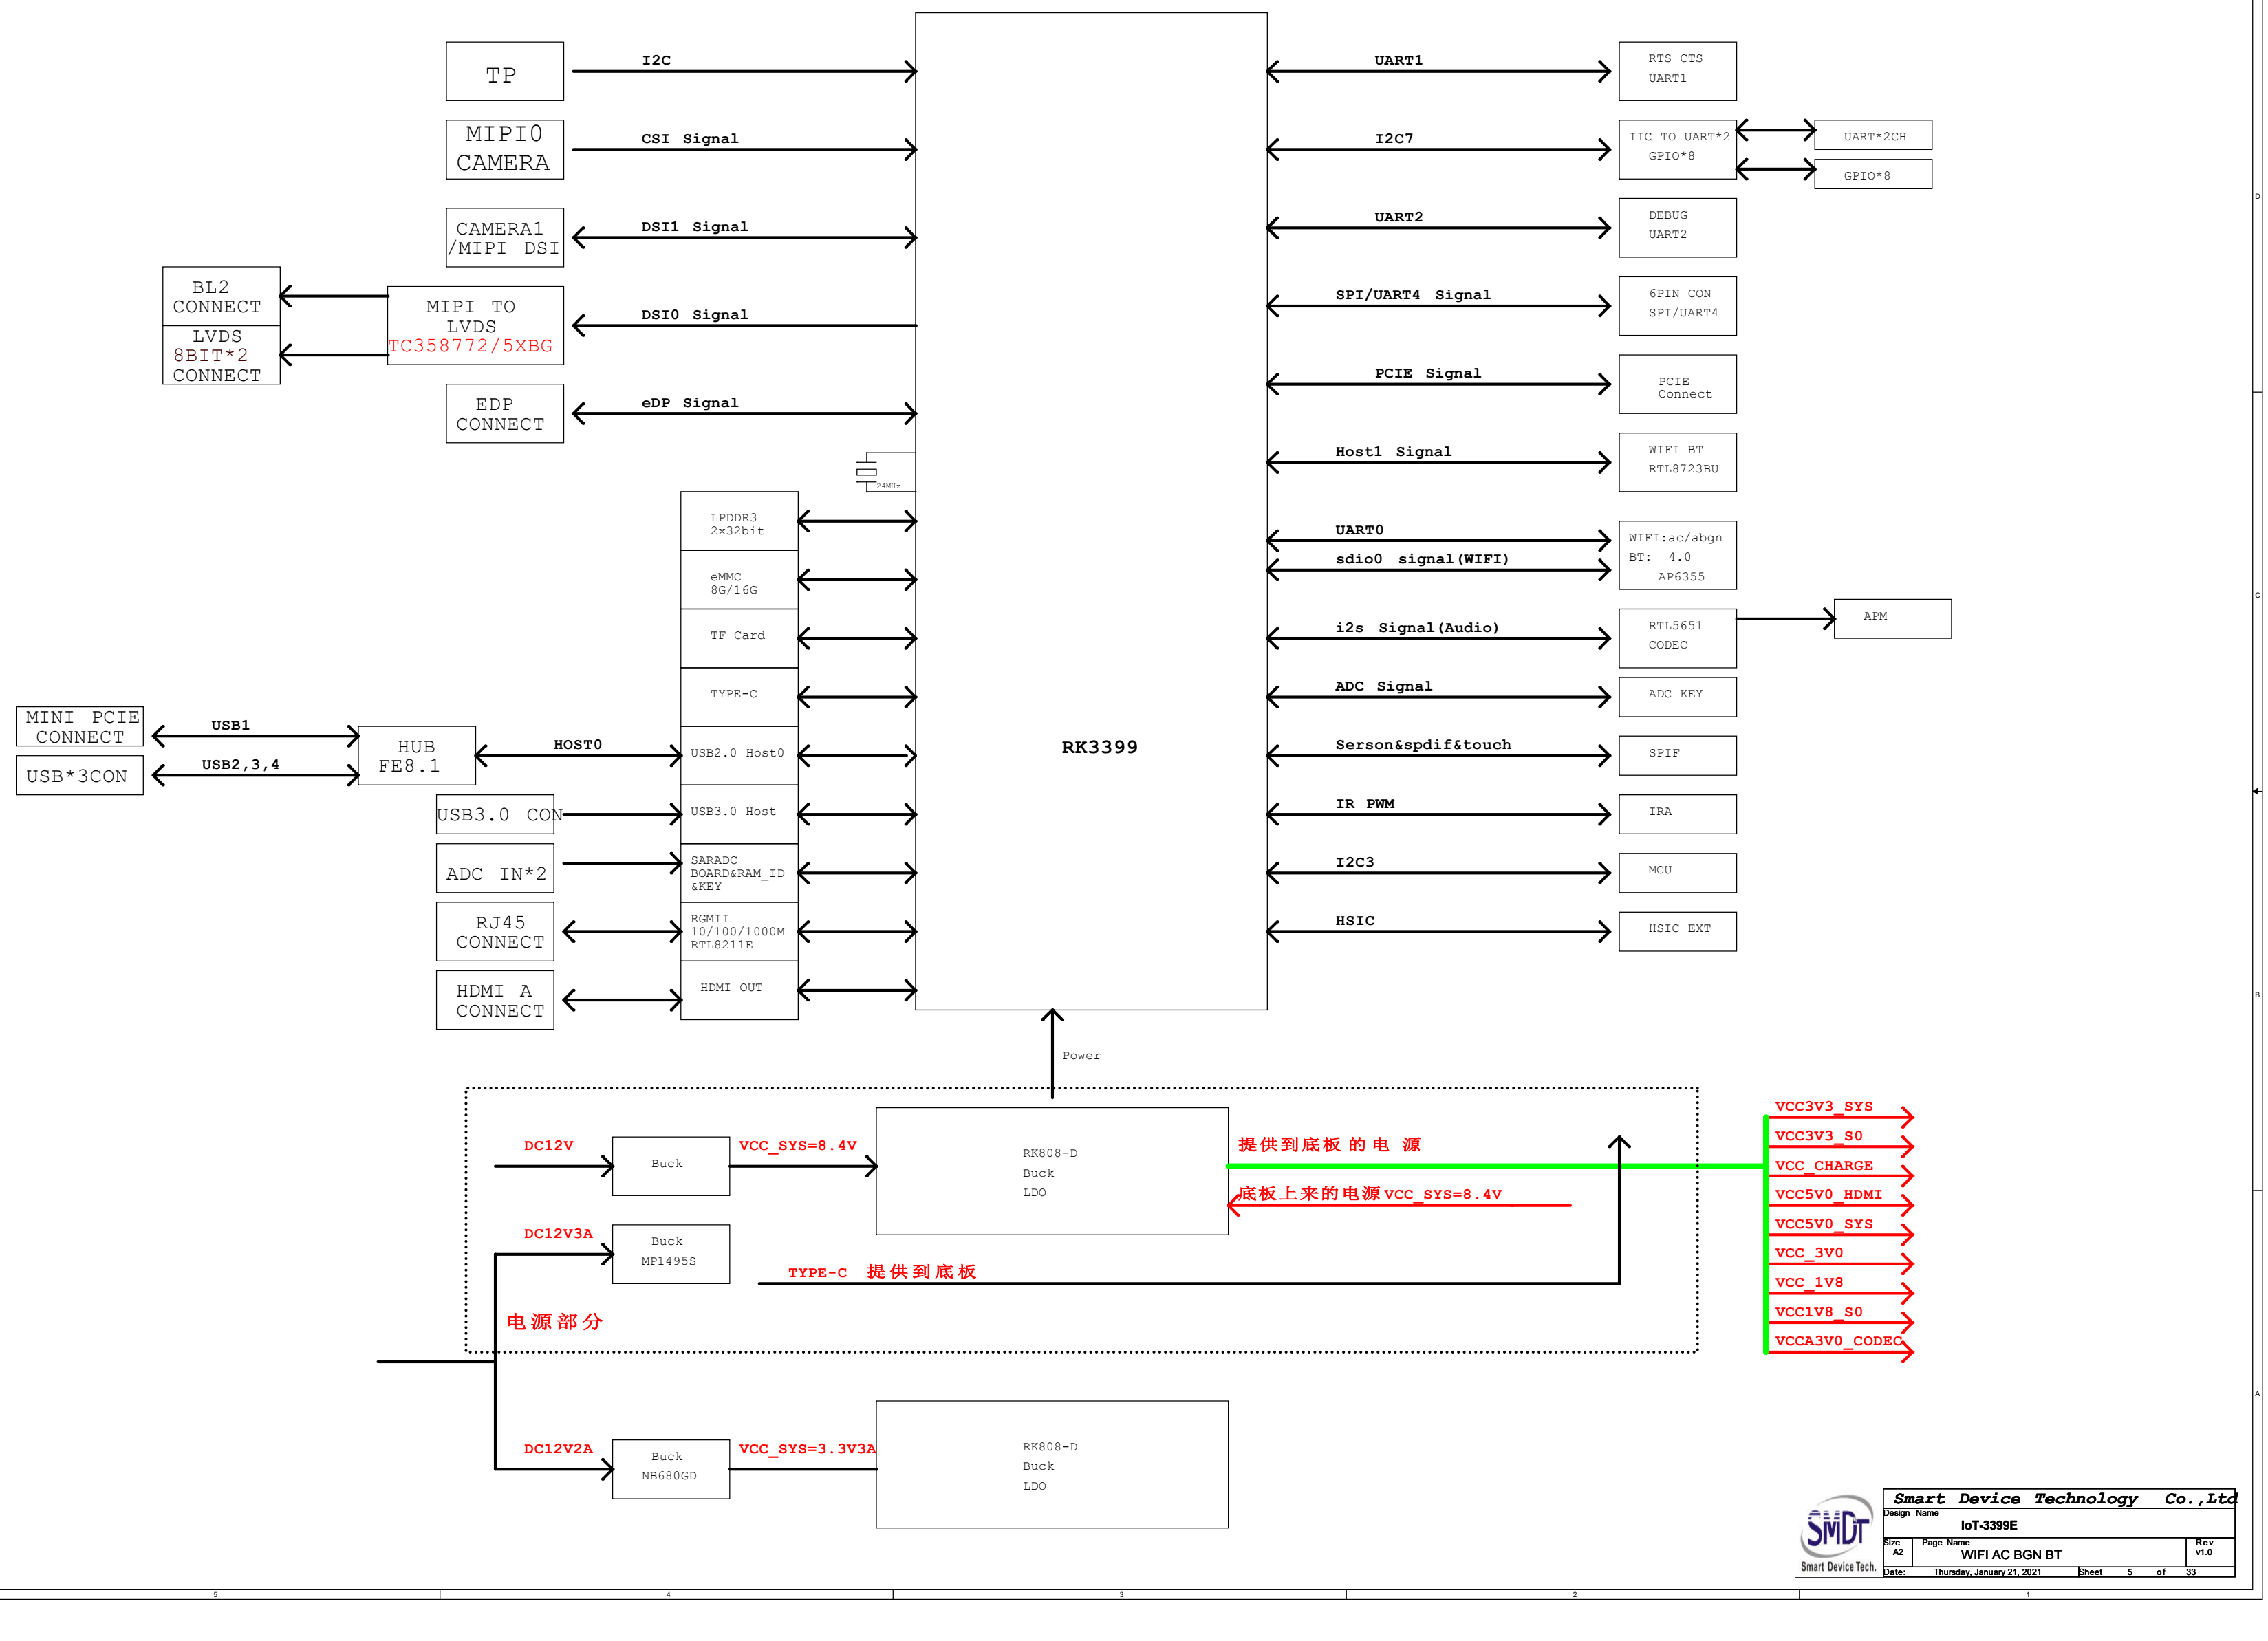 TP
I2C
MIPI0
CAMERA
CSI Signal
CAMERA1
/MIPI DSI
DSI1 Signal
BL2
CONNECT
LVDS
8BIT*2
CONNECT
MIPI TO
LVDS
TC358772/5XBG
DSI0 Signal
EDP
CONNECT
eDP Signal
24MHz
LPDDR3
2x32bit
eMMC
8G/16G
TF Card
TYPE-C
MINI PCIE
CONNECT
USB1
USB*3CON
USB2,3,4
HUB
FE8.1
HOST0
USB2.0 Host0
USB3.0 CON
USB3.0 Host
ADC IN*2
SARADC
BOARD&RAM_ID
&KEY
RJ45
CONNECT
RGMII
10/100/1000M
RTL8211E
HDMI A
CONNECT
HDMI OUT
RK3399
UART1
RTS CTS
UART1
I2C7
IIC TO UART*2
GPIO*8
UART*2CH
GPIO*8
UART2
DEBUG
UART2
SPI/UART4 Signal
6PIN CON
SPI/UART4
PCIE Signal
PCIE
Connect
Host1 Signal
WIFI BT
RTL8723BU
UART0
sdio0 signal(WIFI)
WIFI:ac/abgn
BT: 4.0
AP6355
i2s Signal(Audio)
RTL5651
CODEC
APM
ADC Signal
ADC KEY
Serson&spdif&touch
SPIF
IR PWM
IRA
I2C3
MCU
HSIC
HSIC EXT
Power
DC12V
Buck
VCC_SYS=8.4V
RK808-D
Buck
LDO
提供到底板的电 源
底板上来的电源VCC_SYS=8.4V
DC12V3A
Buck
MP1495S
TYPE-C 提供到底板
电源部分
VCC3V3_SYS
VCC3V3_S0
VCC_CHARGE
VCC5V0_HDMI
VCC5V0_SYS
VCC_3V0
VCC_1V8
VCC1V8_S0
VCCA3V0_CODEC
DC12V2A
Buck
NB680GD
VCC_SYS=3.3V3A
RK808-D
Buck
LDO
SMDT
Smart Device Tech.
Smart Device Technology Co.,Ltd
Design Name
IoT-3399E
Size
A2
Page Name
WIFI AC BGN BT
Rev
v1.0
Date: Thursday, January 21, 2021
Sheet 5 of 33
D
C
B
A
5 4 3 2 1